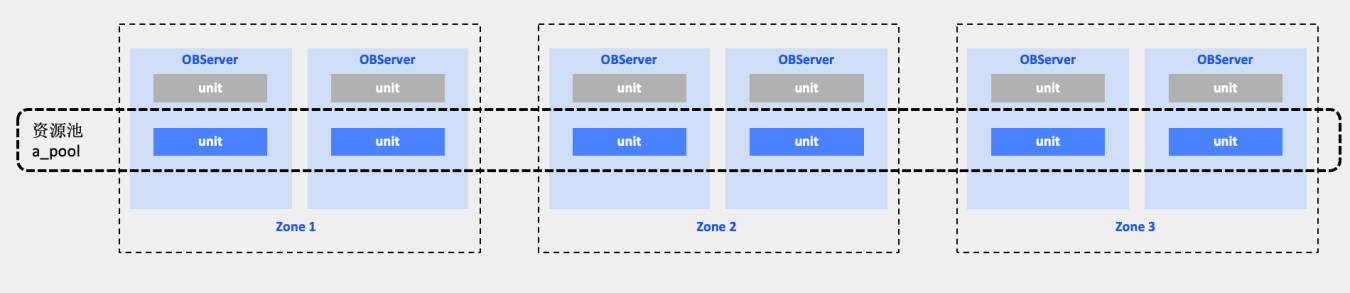 OBServer OBServer OBServer OBServer OBServer OBServer
unit unit unit unit unit unit
资源池
a_pool
unit unit unit unit unit unit
Zone 1 Zone 2 Zone 3